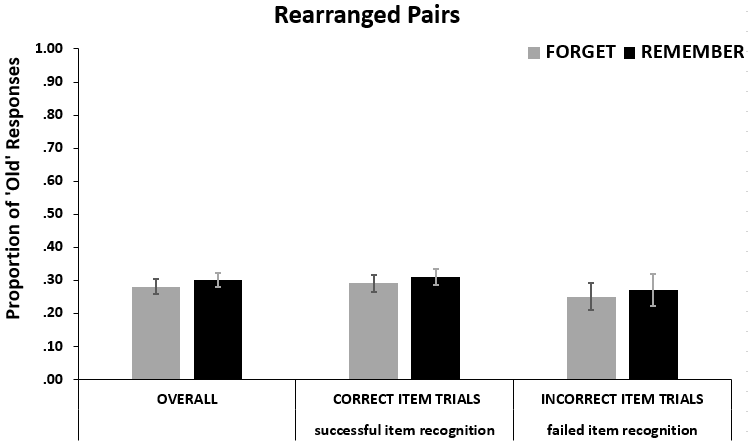 Rearranged Pairs
FORGET REMEMBER
Proportion of 'Old' Responses
1.00
.90
.80
.70
.60
.50
.40
.30
.20
.10
.00
OVERALL
CORRECT ITEM TRIALS
INCORRECT ITEM TRIALS
successful item recognition
failed item recognition